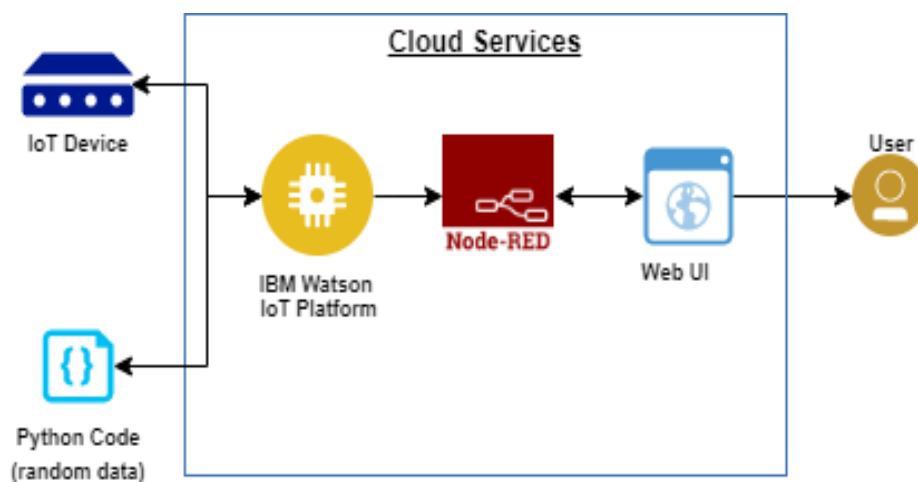 Cloud Services
IoT Device
User
Node-RED
Web UI
IBM Watson
IoT Platform
{}
Python Code
(random data)